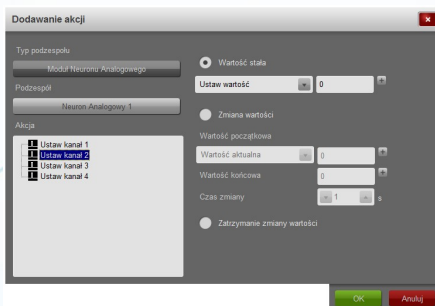 Dodawanie akcji
Typ podzespołu
Moduł Neuronu Analogowego
Podzespół
Neuron Analogowy 1
Akcja
Ustaw kanał 1
Ustaw kanał 2
Ustaw kanał 3
Ustaw kanał 4
Wartość stała
Ustaw wartość 0
Zmiana wartości
Wartość początkowa
Wartość aktualna 0
Wartość końcowa 0
Czas zmiany 1 s
Zatrzymanie zmiany wartości
OK Anuluj